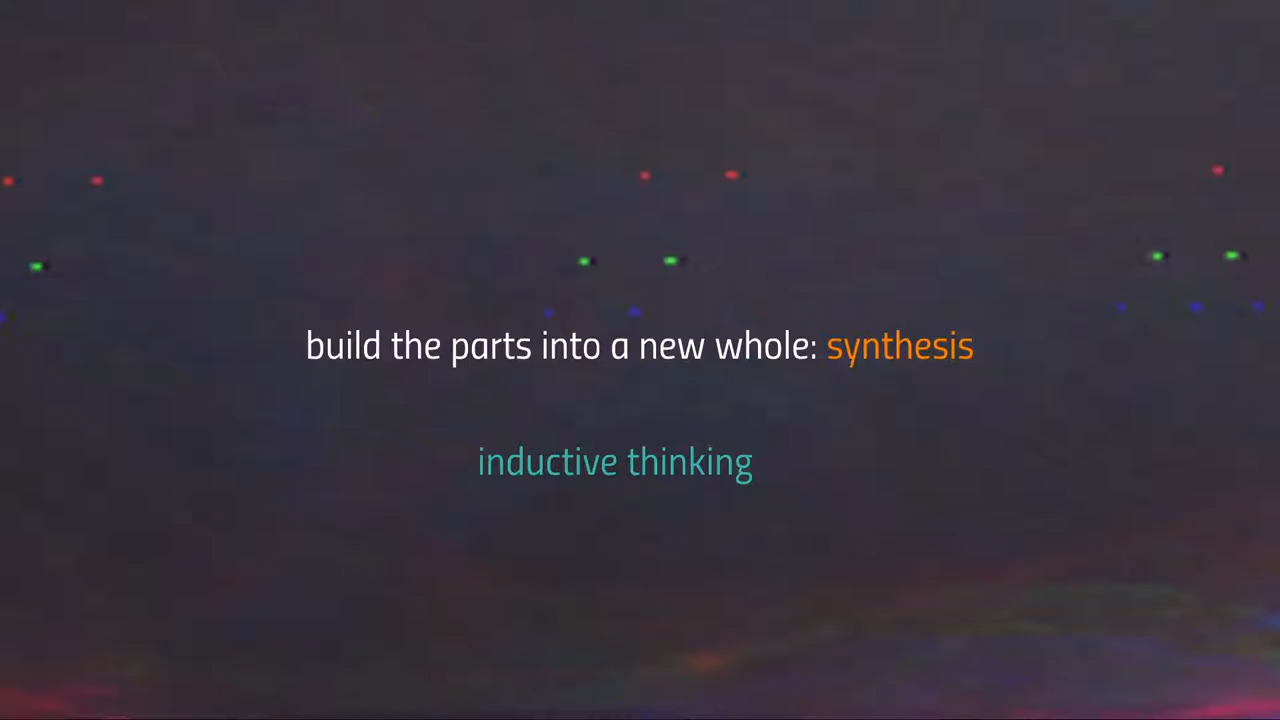 build the parts into a new whole: synthesis
inductive thinking